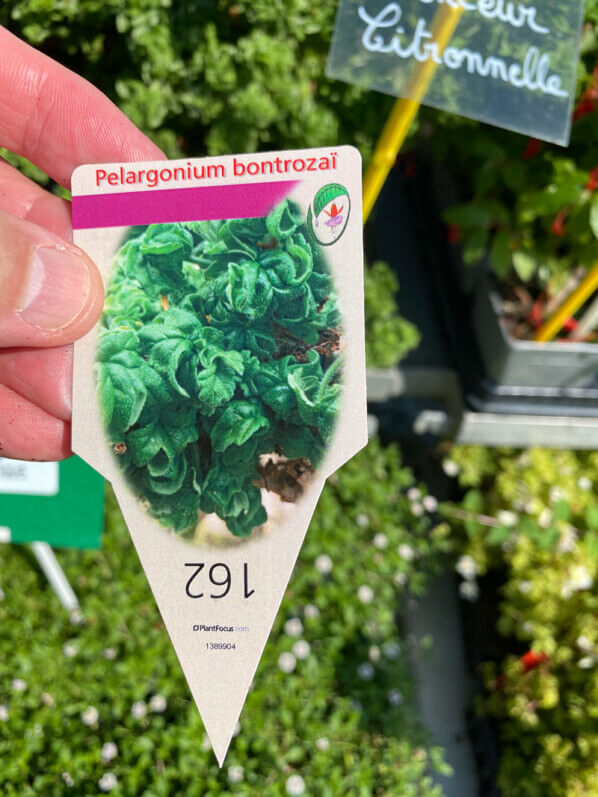 Citronnelle
Pelargonium bontrozaï
162
PlantFocus.com
1389904